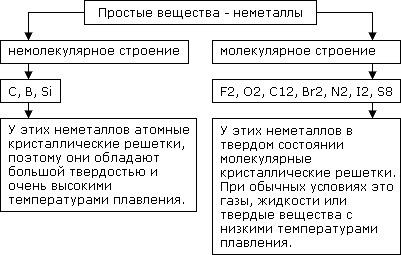 Простые вещества - неметаллы
немолекулярное строение
молекулярное строение
C, B, Si
F2, O2, C12, Br2, N2, I2, S8
У этих неметаллов атомные
кристаллические решетки,
поэтому они обладают
большой твердостью и
очень высокими
температурами плавления.
У этих неметаллов в
твердом состоянии
молекулярные
кристаллические решетки.
При обычных условиях это
газы, жидкости или
твердые вещества с
низкими температурами
плавления.